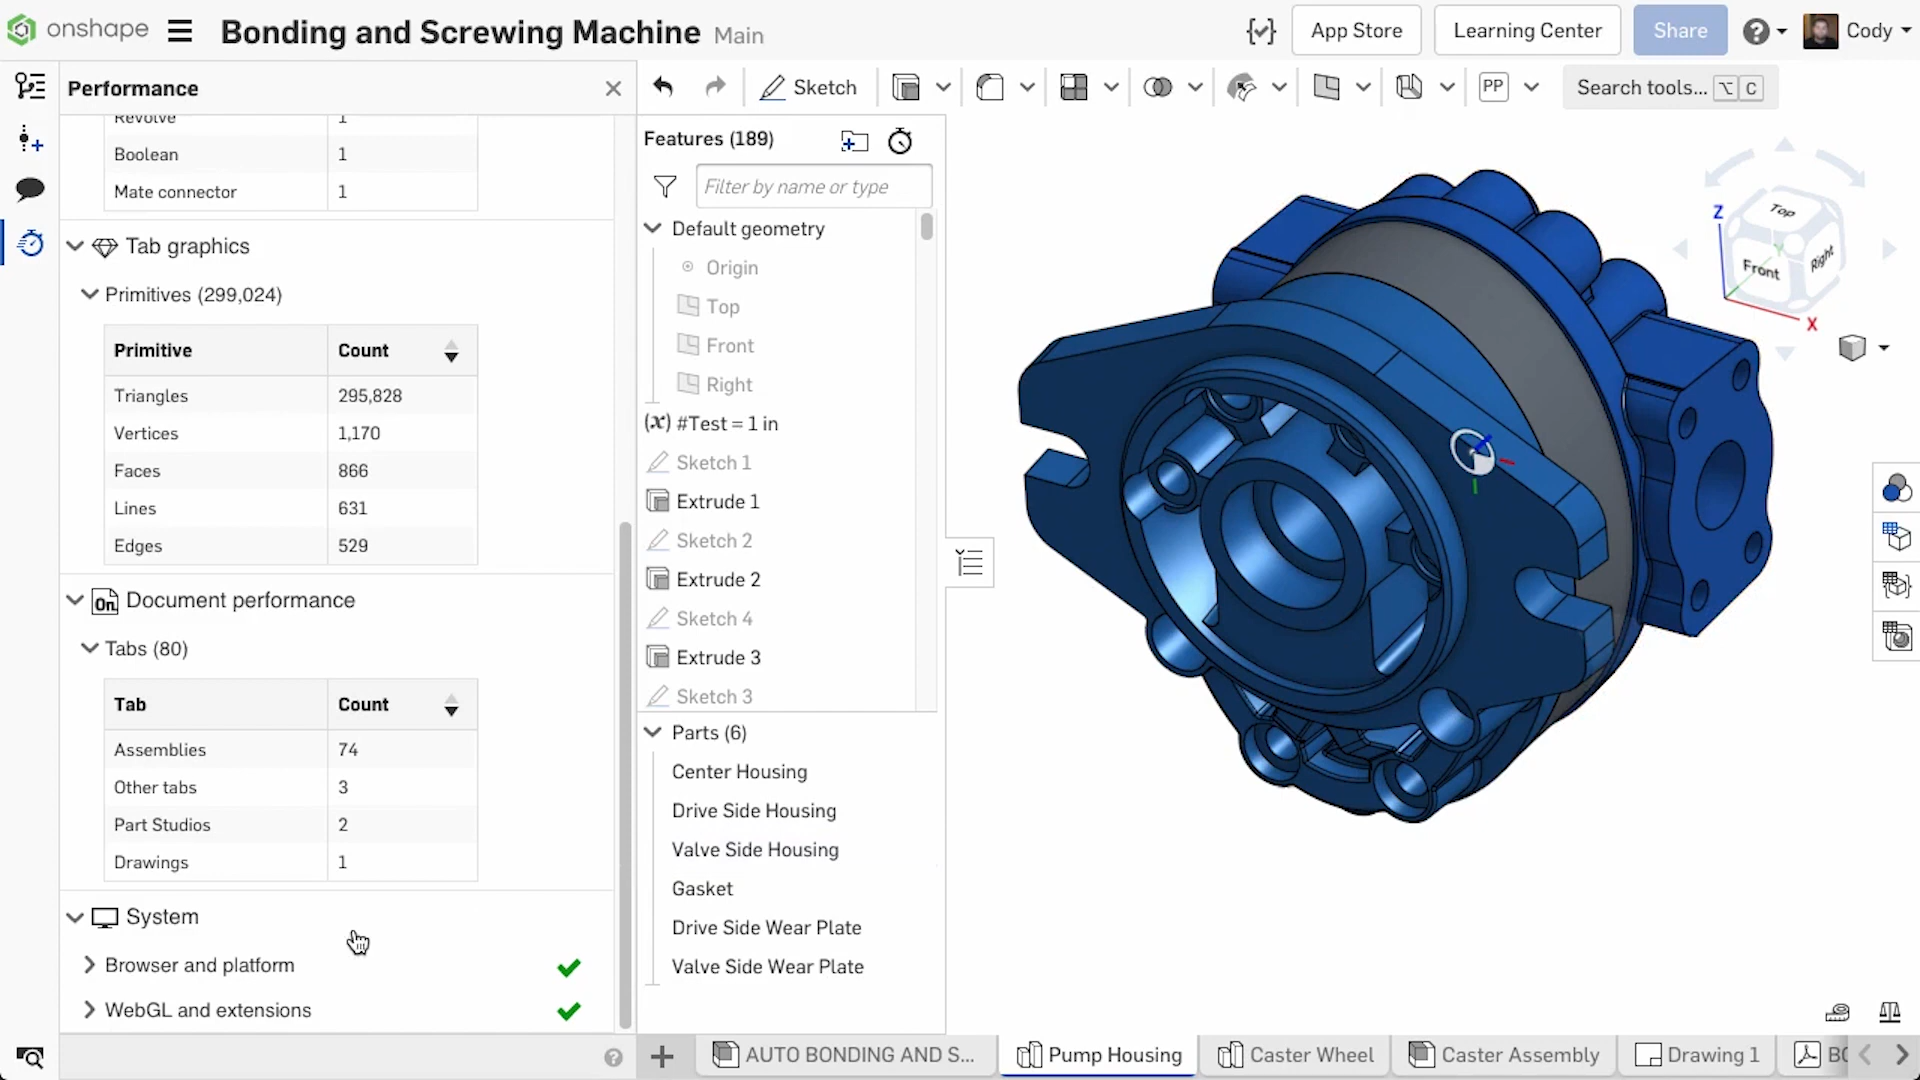 onshape
Bonding and Screwing Machine Main
App Store
Learning Center
Share
?
Cody
Performance
Sketch
PP
Search tools... ⌥ C
Revolve 1
Boolean 1
Mate connector 1
Tab graphics
Primitives (299,024)
Primitive Count
Triangles 295,828
Vertices 1,170
Faces 866
Lines 631
Edges 529
On
Document performance
Tabs (80)
Tab Count
Assemblies 74
Other tabs 3
Part Studios 2
Drawings 1
System
Browser and platform
WebGL and extensions
?
Features (189)
Filter by name or type
Default geometry
Origin
Top
Front
Right
(x) #Test = 1 in
Sketch 1
Extrude 1
Sketch 2
Extrude 2
Sketch 4
Extrude 3
Sketch 3
Parts (6)
Center Housing
Drive Side Housing
Valve Side Housing
Gasket
Drive Side Wear Plate
Valve Side Wear Plate
Z
Top
Y
Front
Right
X
AUTO BONDING AND S...
Pump Housing
Caster Wheel
Caster Assembly
Drawing 1